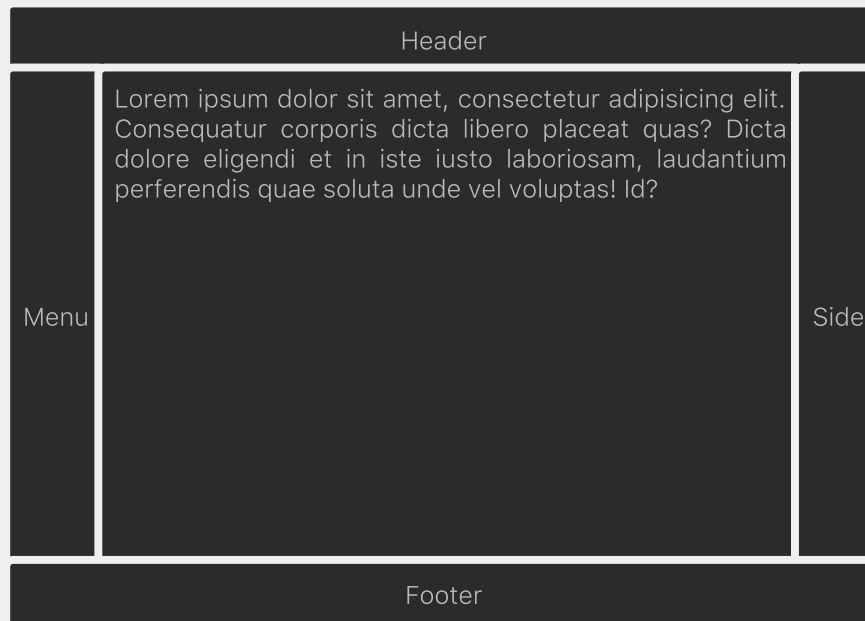 Header
Lorem ipsum dolor sit amet, consectetur adipisicing elit.
Consequatur corporis dicta libero placeat quas? Dicta
dolore eligendi et in iste iusto laboriosam, laudantium
perferendis quae soluta unde vel voluptas! Id?
Menu
Side
Footer